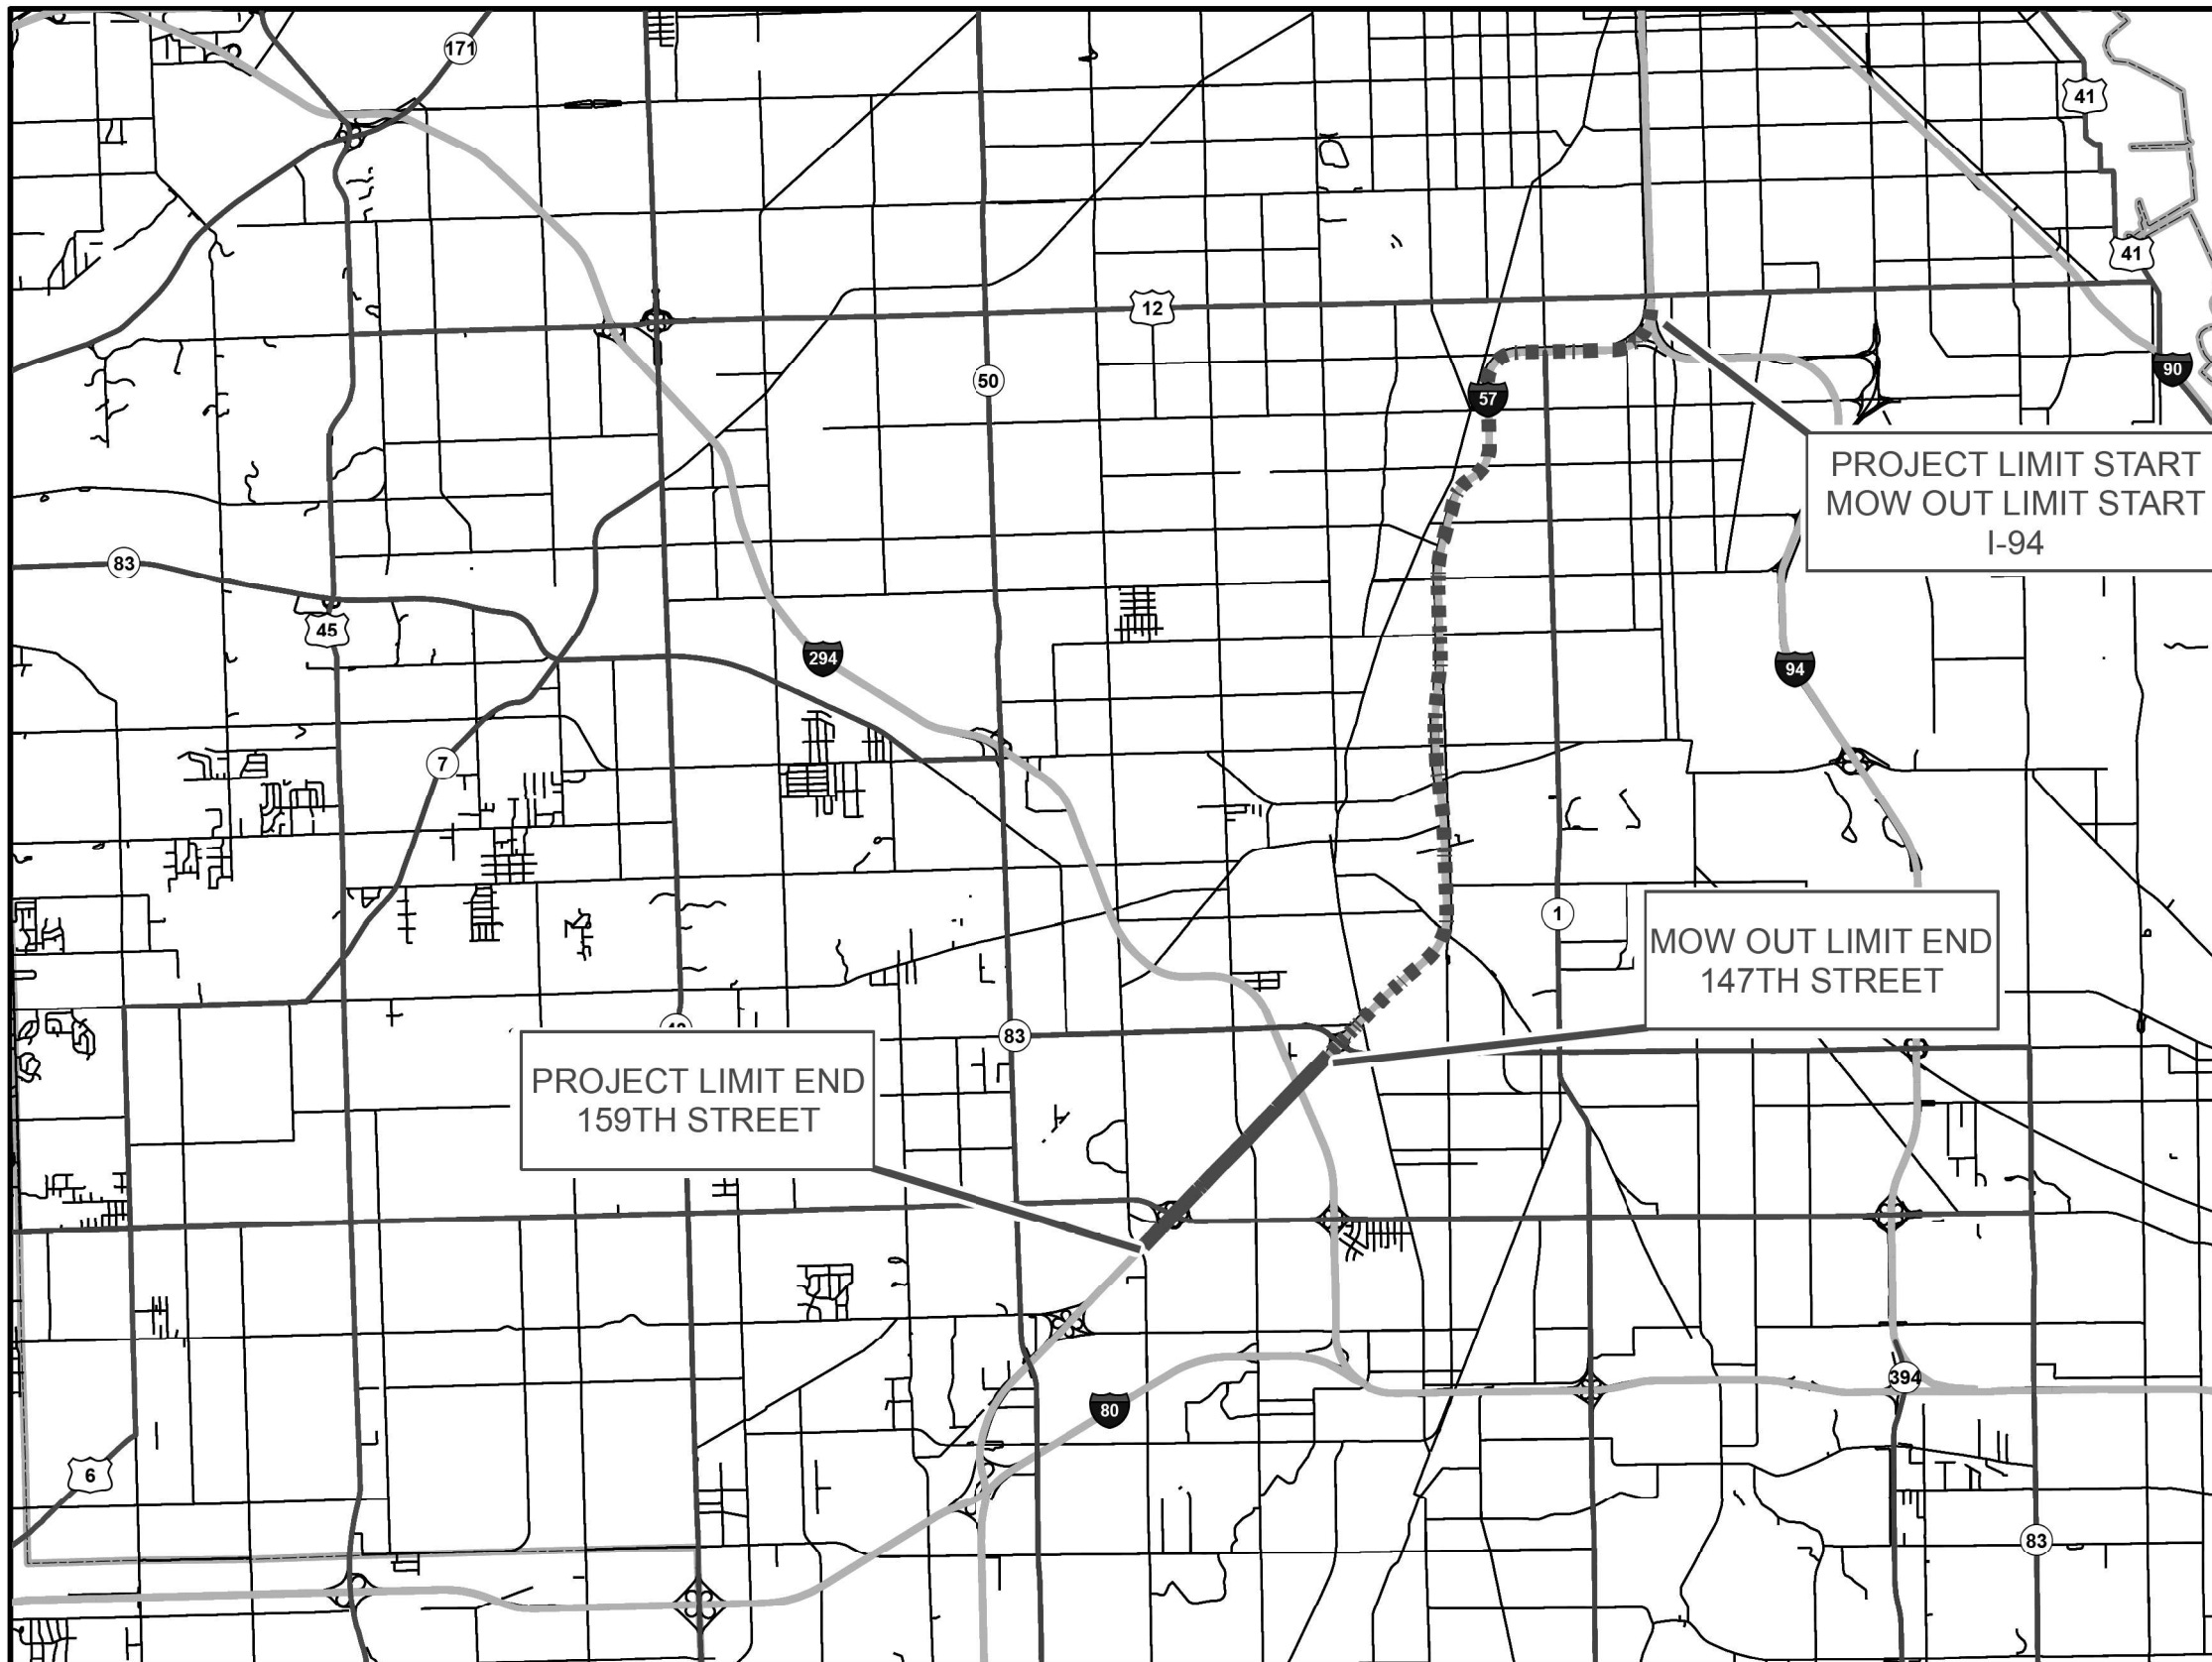 171
41
41
12
90
50
57
PROJECT LIMIT START
MOW OUT LIMIT START
I-94
83
45
294
94
7
1
MOW OUT LIMIT END
147TH STREET
83
PROJECT LIMIT END
159TH STREET
394
80
6
83